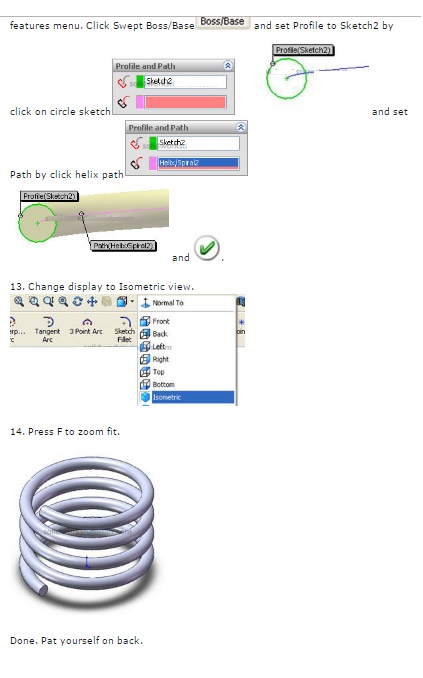 features menu. Click Swept Boss/Base Boss/Base and set Profile to Sketch2 by
Profile(Sketch2)
Profile and Path
Sketch2
click on circle sketch and set
Profile and Path
Sketch2
Helix/Spiral2
Path by click helix path
Profile(Sketch2)
Path(Helix/Spiral2)
and .
13. Change display to Isometric view.
Normal To
Tangent Arc 3 Point Arc Sketch Fillet
Front
Back
Left
Right
Top
Bottom
Isometric
14. Press F to zoom fit.
Done. Pat yourself on back.